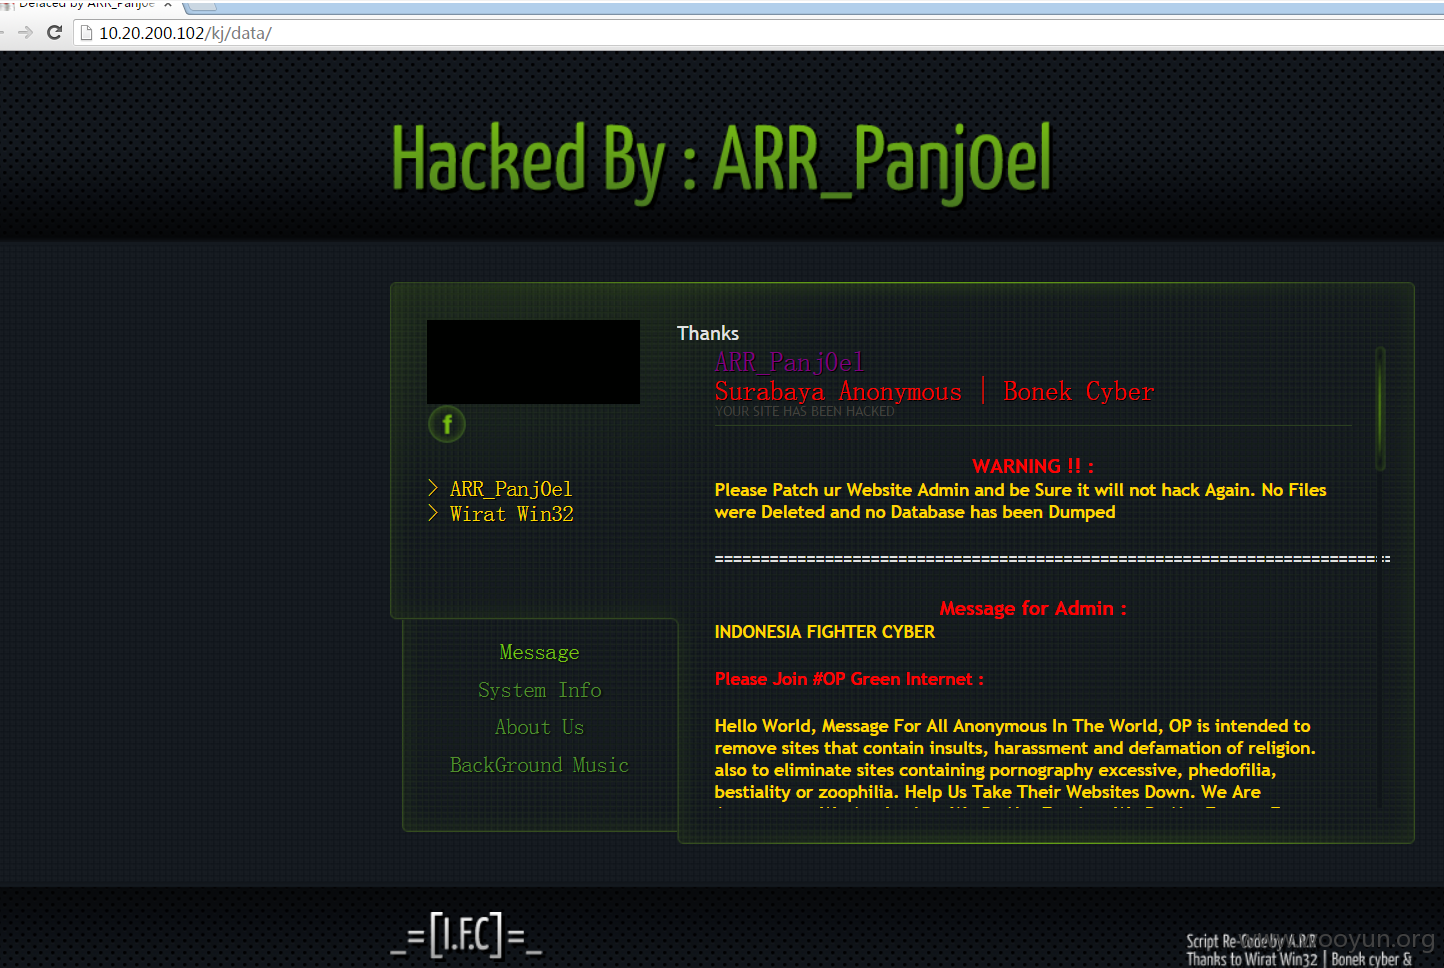 Defaced by ARR_Panj0e
10.20.200.102/kj/data/
Hacked By : ARR_Panj0el
f
> ARR_Panj0el
> Wirat Win32
Message
System Info
About Us
BackGround Music
Thanks
ARR_Panj0el
Surabaya Anonymous | Bonek Cyber
YOUR SITE HAS BEEN HACKED
WARNING !! :
Please Patch ur Website Admin and be Sure it will not hack Again. No Files
were Deleted and no Database has been Dumped
==========================================================================
Message for Admin :
INDONESIA FIGHTER CYBER
Please Join #OP Green Internet :
Hello World, Message For All Anonymous In The World, OP is intended to
remove sites that contain insults, harassment and defamation of religion.
also to eliminate sites containing pornography excessive, phedofilia,
bestiality or zoophilia. Help Us Take Their Websites Down. We Are
_=[I.F.C]=_
Script Re-Code by A.R.R
Thanks to Wirat Win32 | Bonek cyber &
www.wooyun.org